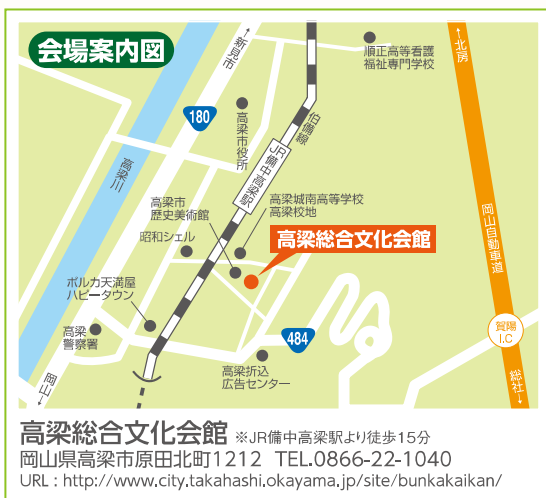 会場案内図
↑新見市
180
高梁川
高梁市役所
伯備線
JR備中高梁駅
順正高等看護
福祉専門学校
↑北房
岡山自動車道
賀陽
I.C
総社↓
高梁市
歴史美術館
高梁城南高等学校
高梁校地
昭和シェル
高梁総合文化会館
ポルカ天満屋
ハピータウン
高梁
警察署
484
高梁折込
広告センター
岡山↓
高梁総合文化会館 ※JR備中高梁駅より徒歩15分
岡山県高梁市原田北町1212 TEL.0866-22-1040
URL : http://www.city.takahashi.okayama.jp/site/bunkakaikan/